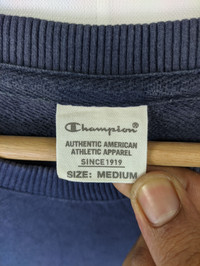 Champion
AUTHENTIC AMERICAN
ATHLETIC APPAREL
SINCE 1919
SIZE: MEDIUM